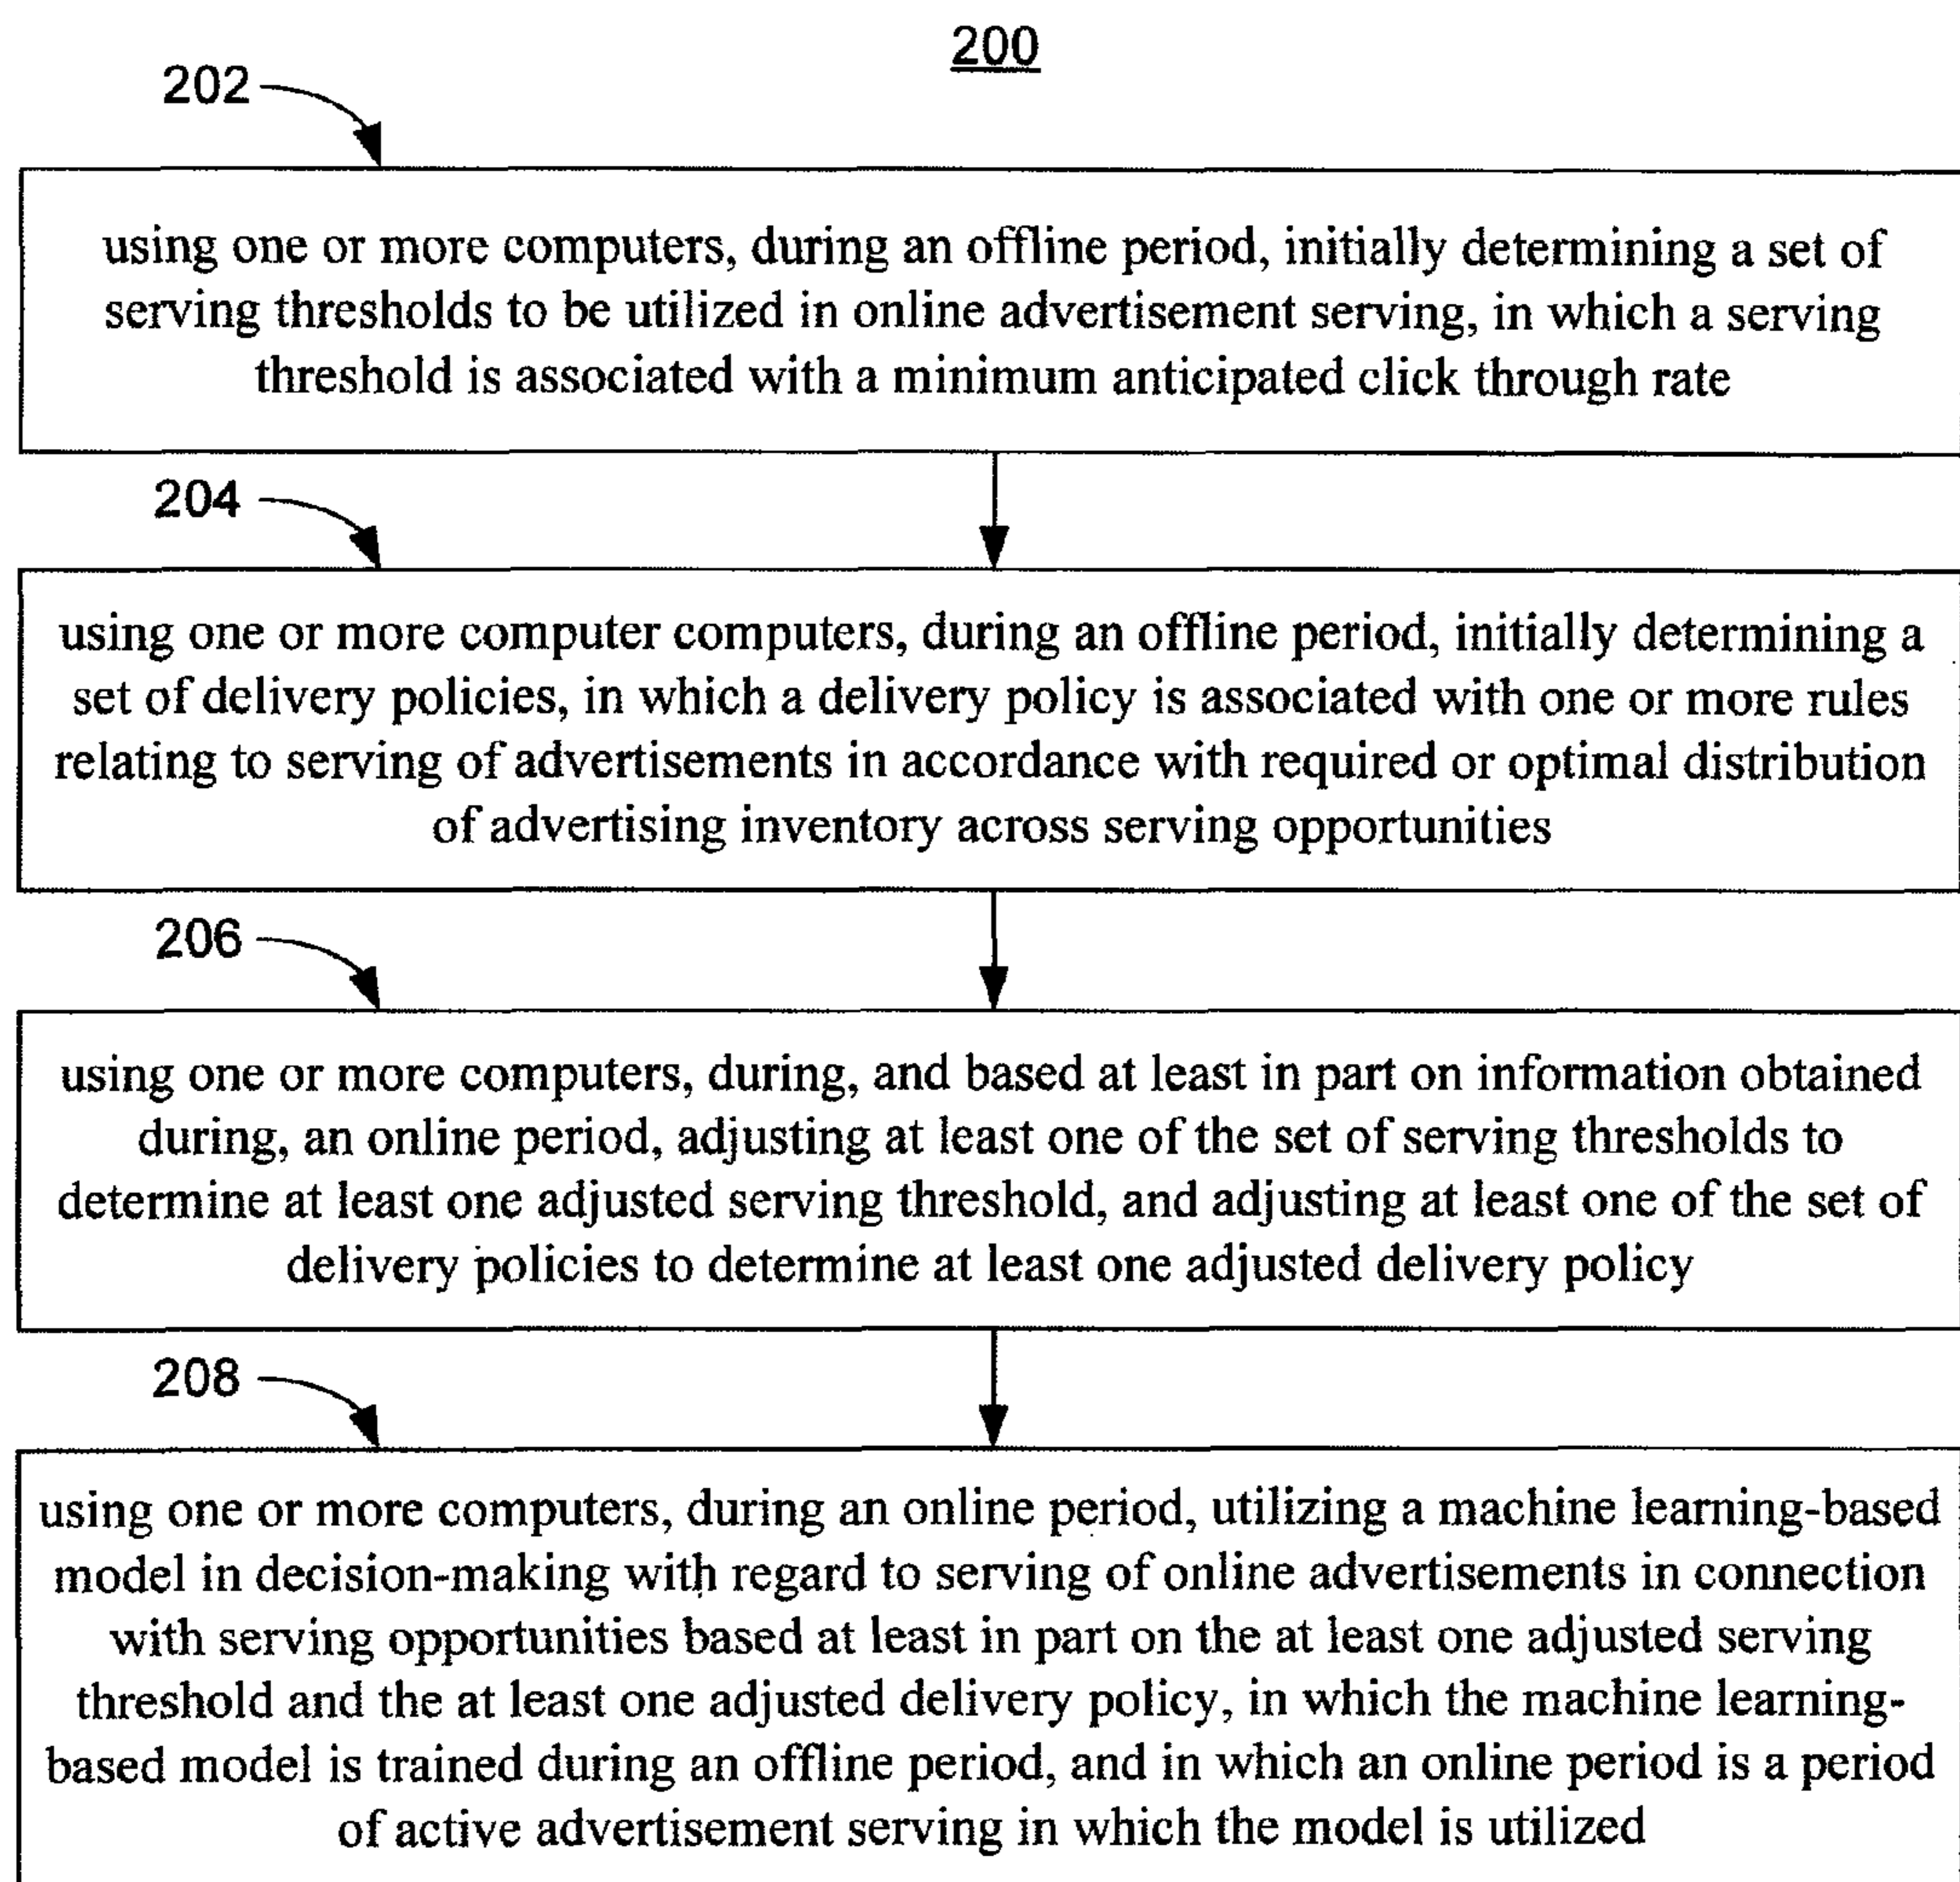 200
202
using one or more computers, during an offline period, initially determining a set of
serving thresholds to be utilized in online advertisement serving, in which a serving
threshold is associated with a minimum anticipated click through rate
204
using one or more computer computers, during an offline period, initially determining a
set of delivery policies, in which a delivery policy is associated with one or more rules
relating to serving of advertisements in accordance with required or optimal distribution
of advertising inventory across serving opportunities
206
using one or more computers, during, and based at least in part on information obtained
during, an online period, adjusting at least one of the set of serving thresholds to
determine at least one adjusted serving threshold, and adjusting at least one of the set of
delivery policies to determine at least one adjusted delivery policy
208
using one or more computers, during an online period, utilizing a machine learning-based
model in decision-making with regard to serving of online advertisements in connection
with serving opportunities based at least in part on the at least one adjusted serving
threshold and the at least one adjusted delivery policy, in which the machine learning-
based model is trained during an offline period, and in which an online period is a period
of active advertisement serving in which the model is utilized